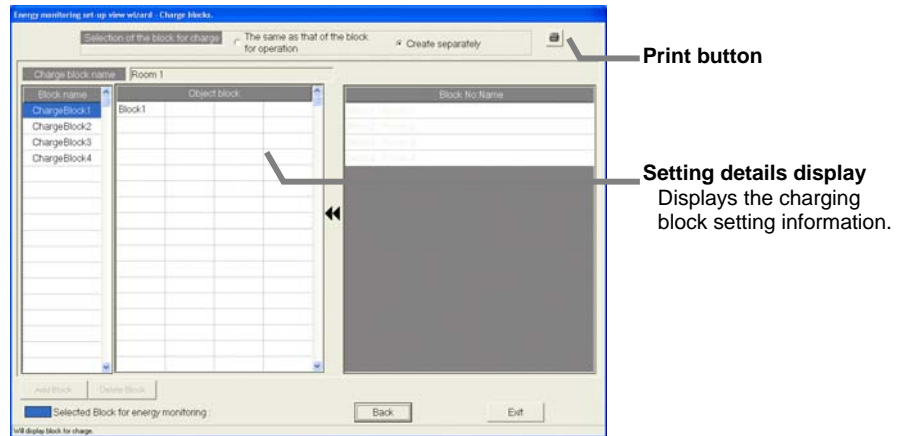 Energy monitoring set-up view wizard - Charge blocks.
Selection of the block for charge
The same as that of the block for operation
Create separately
Print button
Charge block name
Room 1
Block name
Object block
Block No:Name
ChargeBlock1
Block1
ChargeBlock2
ChargeBlock3
ChargeBlock4
Setting details display
Displays the charging
block setting information.
Add Block
Delete Block
Selected Block for energy monitoring :
Back
Exit
Will display block for charge.